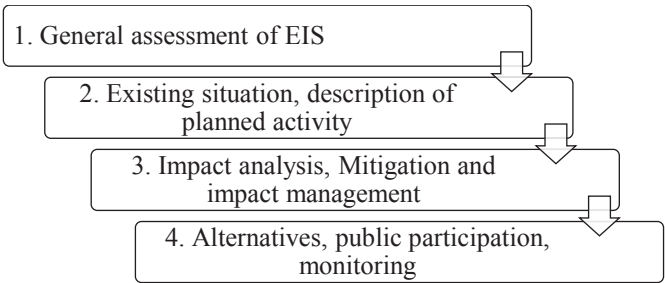 1. General assessment of EIS
2. Existing situation, description of
planned activity
3. Impact analysis, Mitigation and
impact management
4. Alternatives, public participation,
monitoring